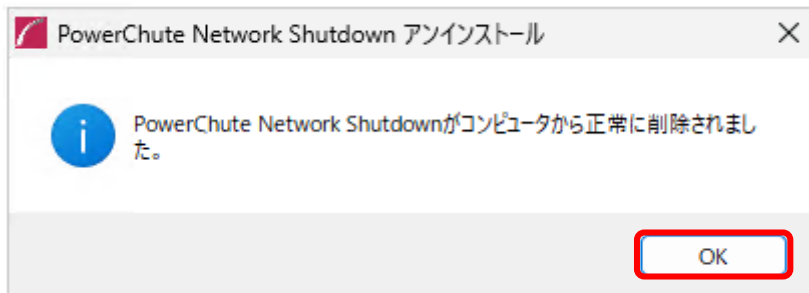 PowerChute Network Shutdown アンインストール
PowerChute Network Shutdownがコンピュータから正常に削除されまし
た。
OK